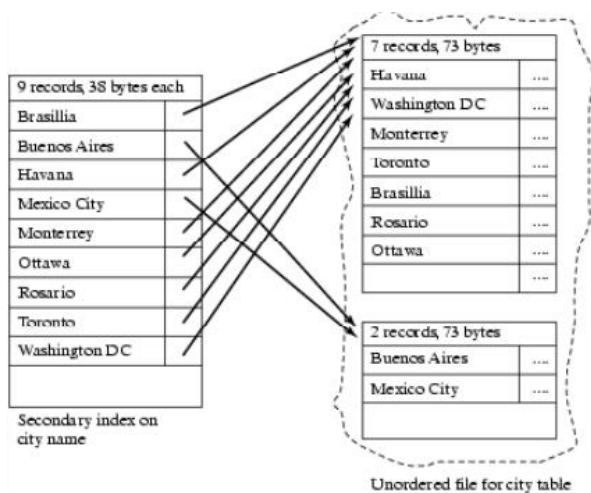 9 records, 38 bytes each
Brasillia
Buenos Aires
Havana
Mexico City
Monterrey
Ottawa
Rosario
Toronto
Washington DC
Secondary index on
city name
7 records, 73 bytes
Havana ....
Washington DC ....
Monterrey ....
Toronto ....
Brasillia ....
Rosario ....
Ottawa ....
....
2 records, 73 bytes
Buenos Aires ....
Mexico City ....
Unordered file for city table